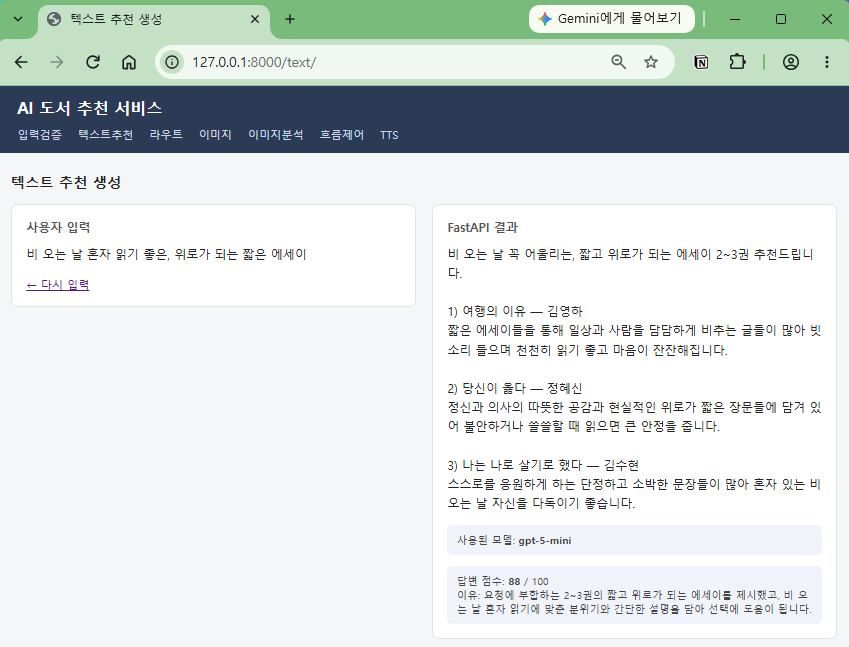 텍스트 추천 생성
Gemini에게 물어보기
127.0.0.1:8000/text/
AI 도서 추천 서비스
입력검증 텍스트추천 라우트 이미지 이미지분석 흐름제어 TTS
텍스트 추천 생성
사용자 입력
비 오는 날 혼자 읽기 좋은, 위로가 되는 짧은 에세이
← 다시 입력
FastAPI 결과
비 오는 날 꼭 어울리는, 짧고 위로가 되는 에세이 2~3권 추천드립니
다.
1) 여행의 이유 — 김영하
짧은 에세이들을 통해 일상과 사람을 담담하게 비추는 글들이 많아 빗
소리 들으며 천천히 읽기 좋고 마음이 잔잔해집니다.
2) 당신이 옳다 — 정혜신
정신과 의사의 따뜻한 공감과 현실적인 위로가 짧은 장문들에 담겨 있
어 불안하거나 쓸쓸할 때 읽으면 큰 안정을 줍니다.
3) 나는 나로 살기로 했다 — 김수현
스스로를 응원하게 하는 단정하고 소박한 문장들이 많아 혼자 있는 비
오는 날 자신을 다독이기 좋습니다.
사용된 모델: gpt-5-mini
답변 점수: 88 / 100
이유: 요청에 부합하는 2~3권의 짧고 위로가 되는 에세이를 제시했고, 비 오
는 날 혼자 읽기에 맞춘 분위기와 간단한 설명을 담아 선택에 도움이 됩니다.